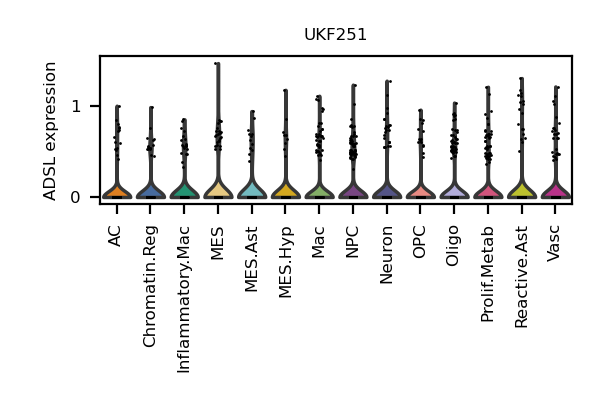 UKF251
ADSL expression
1
0
AC
Chromatin.Reg
Inflammatory.Mac
MES
MES.Ast
MES.Hyp
Mac
NPC
Neuron
OPC
Oligo
Prolif.Metab
Reactive.Ast
Vasc